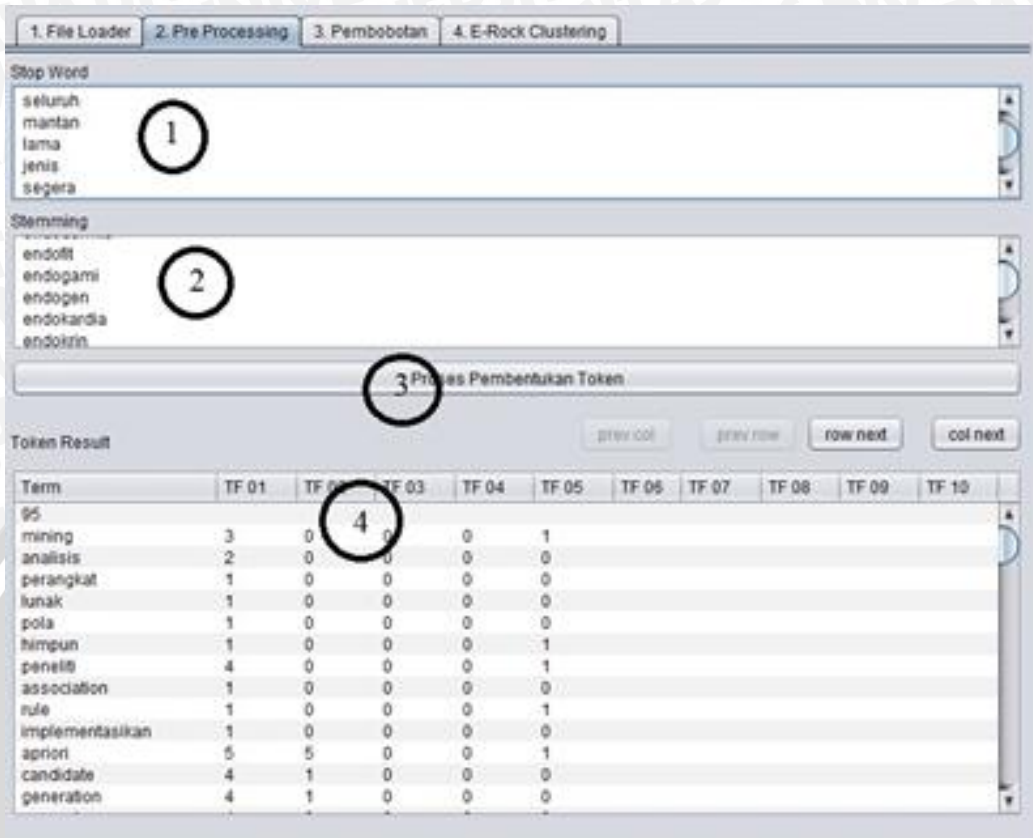 1. File Loader 2. Pre Processing 3. Pembobotan 4. E-Rock Clustering
Stop Word
seluruh
mantan
lama
jenis
segera
1
Stemming
endofit
endogami
endogen
endokardia
endokrin
2
Proses Pembentukan Token
3
Token Result prev col prev row row next col next
Term TF 01 TF 02 TF 03 TF 04 TF 05 TF 06 TF 07 TF 08 TF 09 TF 10
4
95
mining 3 0 0 0 1
analisis 2 0 0 0 0
perangkat 1 0 0 0 0
lunak 1 0 0 0 0
pola 1 0 0 0 0
himpun 1 0 0 0 1
peneliti 4 0 0 0 1
association 1 0 0 0 0
rule 1 0 0 0 1
implementasikan 1 0 0 0 0
apriori 5 5 0 0 1
candidate 4 1 0 0 0
generation 4 1 0 0 0